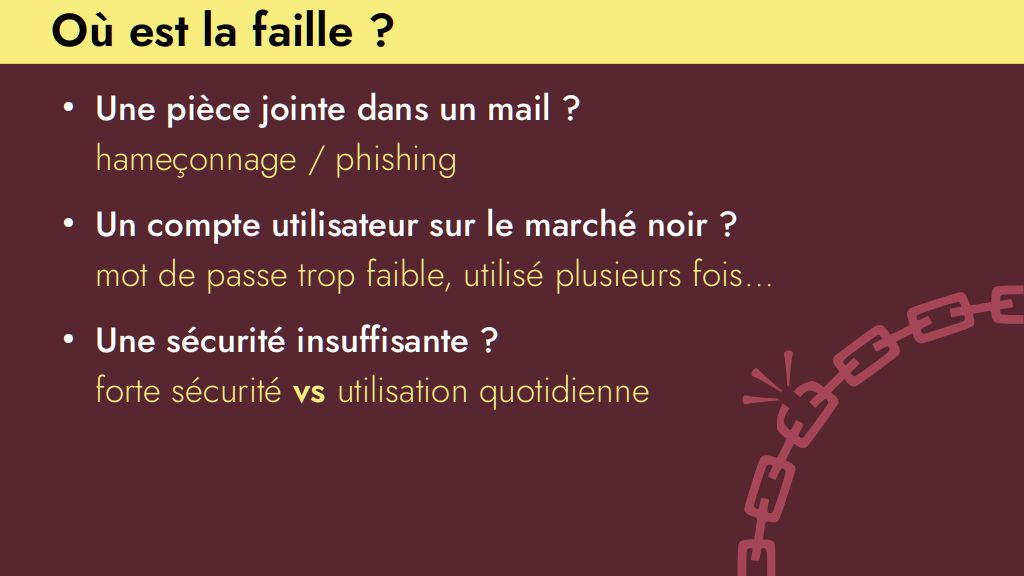 Où est la faille ?
• Une pièce jointe dans un mail ?
hameçonnage / phishing
• Un compte utilisateur sur le marché noir ?
mot de passe trop faible, utilisé plusieurs fois...
• Une sécurité insuffisante ?
forte sécurité vs utilisation quotidienne